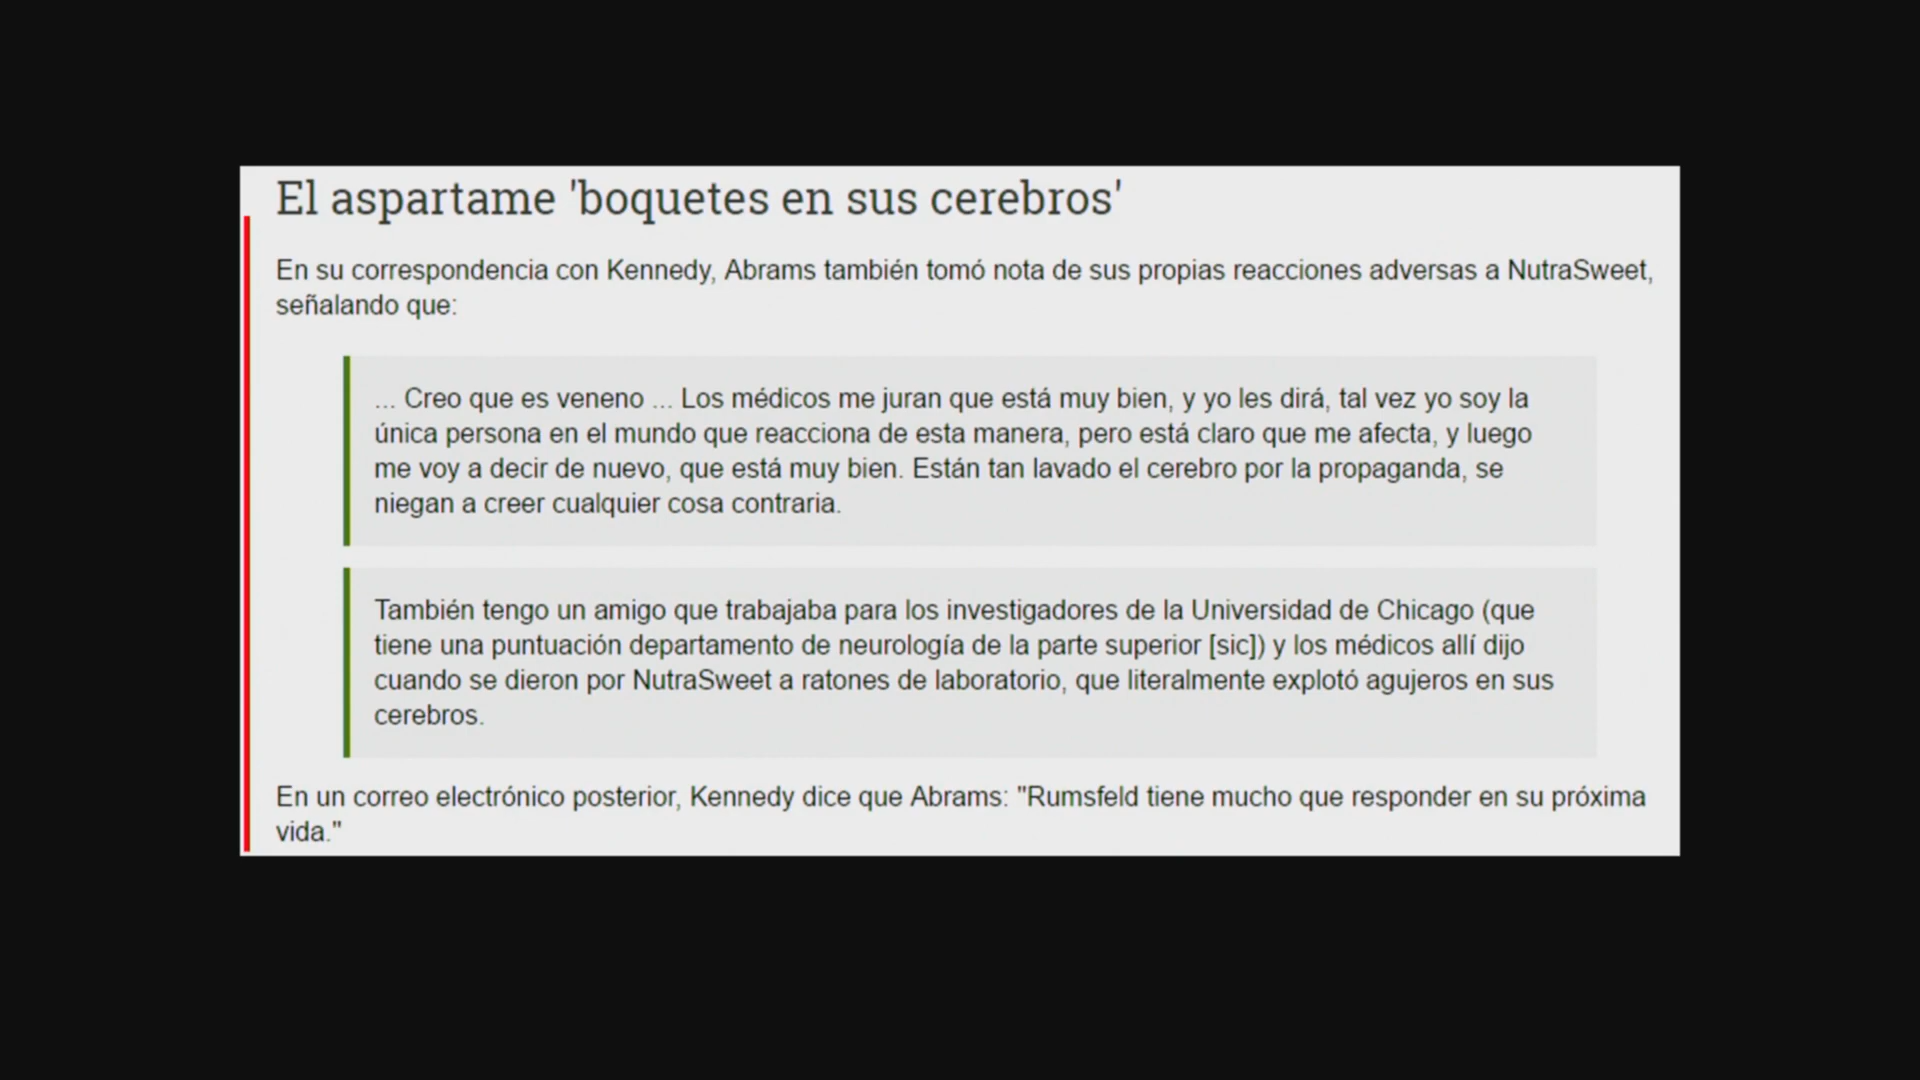 El aspartame 'boquetes en sus cerebros'
En su correspondencia con Kennedy, Abrams también tomó nota de sus propias reacciones adversas a NutraSweet,
señalando que:
... Creo que es veneno ... Los médicos me juran que está muy bien, y yo les dirá, tal vez yo soy la
única persona en el mundo que reacciona de esta manera, pero está claro que me afecta, y luego
me voy a decir de nuevo, que está muy bien. Están tan lavado el cerebro por la propaganda, se
niegan a creer cualquier cosa contraria.
También tengo un amigo que trabajaba para los investigadores de la Universidad de Chicago (que
tiene una puntuación departamento de neurología de la parte superior [sic]) y los médicos allí dijo
cuando se dieron por NutraSweet a ratones de laboratorio, que literalmente explotó agujeros en sus
cerebros.
En un correo electrónico posterior, Kennedy dice que Abrams: "Rumsfeld tiene mucho que responder en su próxima
vida."